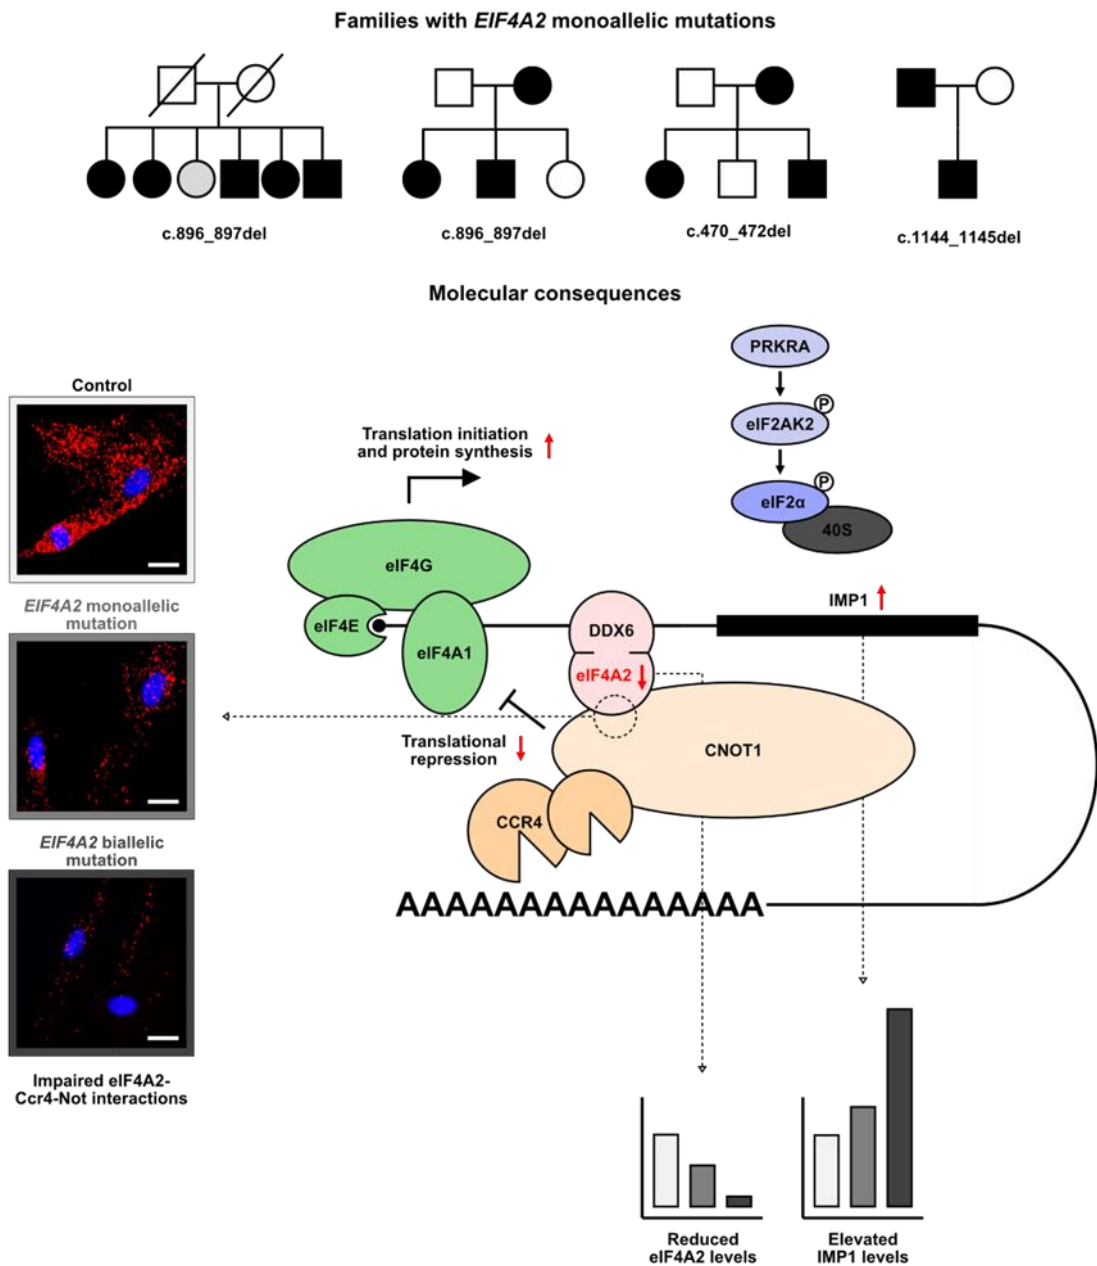 Families with EIF4A2 monoallelic mutations
c.896_897del
c.896_897del
c.470_472del
c.1144_1145del
Molecular consequences
Control
EIF4A2 monoallelic
mutation
EIF4A2 biallelic
mutation
Impaired eIF4A2-
Ccr4-Not interactions
Translation initiation
and protein synthesis
PRKRA
P
eIF2AK2
P
eIF2α
40S
eIF4G
eIF4E
eIF4A1
DDX6
eIF4A2
IMP1
Translational
repression
CNOT1
CCR4
AAAAAAAAAAAAAAA
Reduced
eIF4A2 levels
Elevated
IMP1 levels